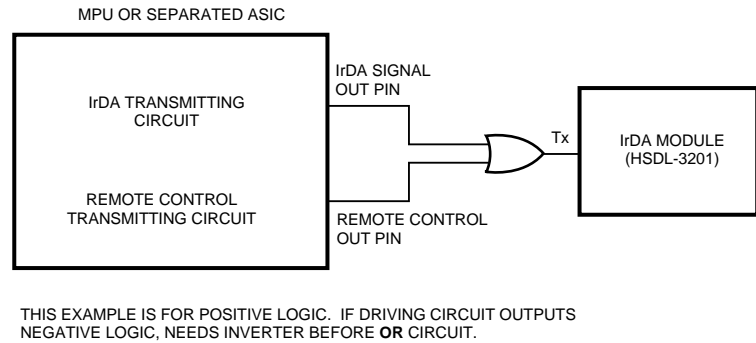 MPU OR SEPARATED ASIC
IrDA SIGNAL
OUT PIN
IrDA TRANSMITTING
CIRCUIT
Tx
IrDA MODULE
(HSDL-3201)
REMOTE CONTROL
TRANSMITTING CIRCUIT
REMOTE CONTROL
OUT PIN
THIS EXAMPLE IS FOR POSITIVE LOGIC. IF DRIVING CIRCUIT OUTPUTS
NEGATIVE LOGIC, NEEDS INVERTER BEFORE OR CIRCUIT.